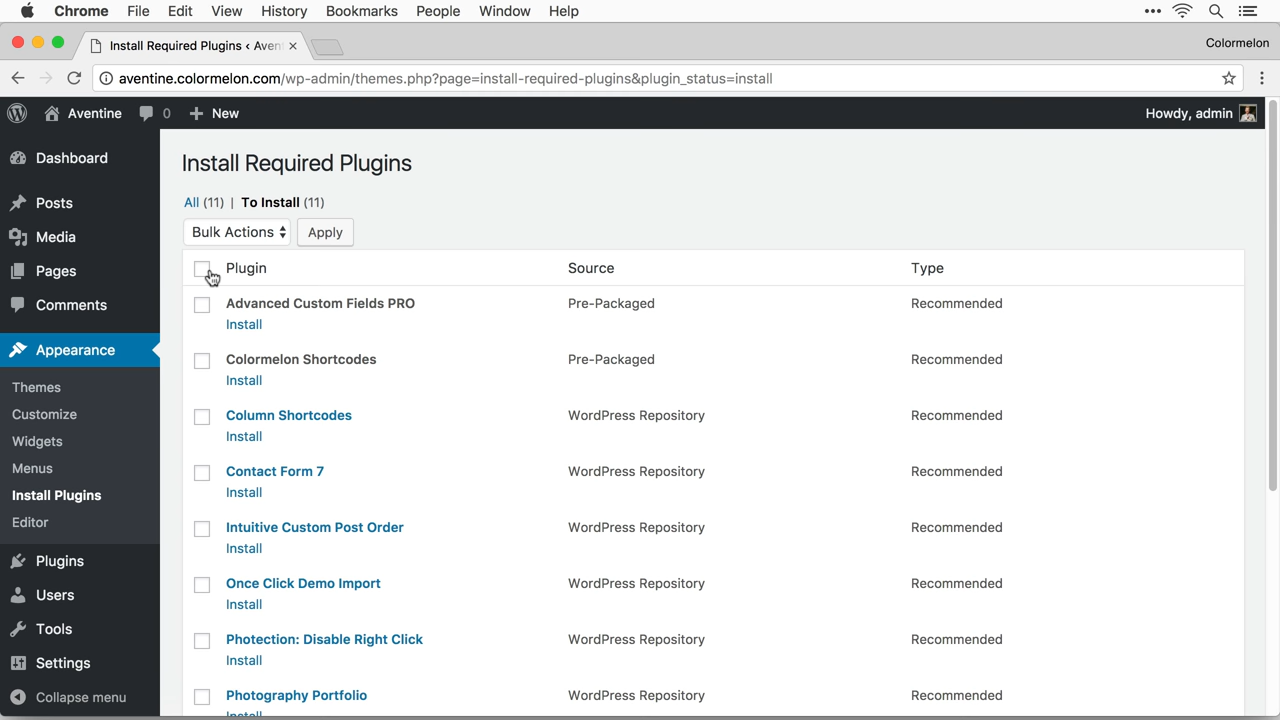 Chrome File Edit View History Bookmarks People Window Help
Install Required Plugins ‹ Aven
Colormelon
aventine.colormelon.com/wp-admin/themes.php?page=install-required-plugins&plugin_status=install
Aventine 0 New Howdy, admin
Dashboard
Posts
Media
Pages
Comments
Appearance
Themes
Customize
Widgets
Menus
Install Plugins
Editor
Plugins
Users
Tools
Settings
Collapse menu
Install Required Plugins
All (11) | To Install (11)
Bulk Actions Apply
Plugin Source Type
Advanced Custom Fields PRO Pre-Packaged Recommended
Install
Colormelon Shortcodes Pre-Packaged Recommended
Install
Column Shortcodes WordPress Repository Recommended
Install
Contact Form 7 WordPress Repository Recommended
Install
Intuitive Custom Post Order WordPress Repository Recommended
Install
Once Click Demo Import WordPress Repository Recommended
Install
Photection: Disable Right Click WordPress Repository Recommended
Install
Photography Portfolio WordPress Repository Recommended
Install